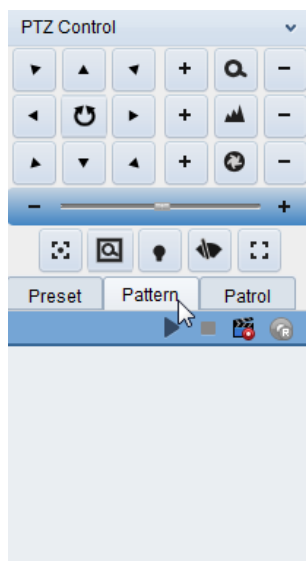 PTZ Control
+ −
+ −
+ −
− +
Preset Pattern Patrol
R